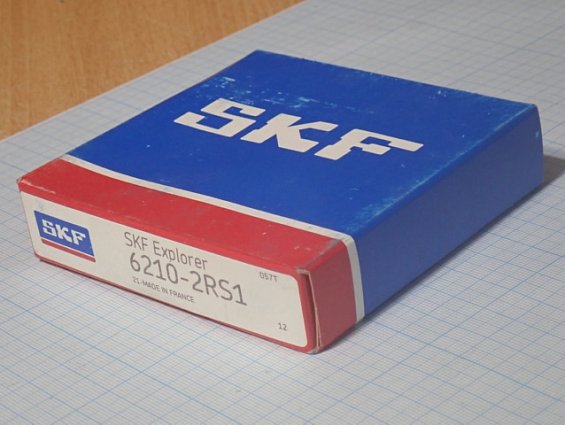 SKF
SKF
SKF Explorer
057T
6210-2RS1
21-MADE IN FRANCE
12